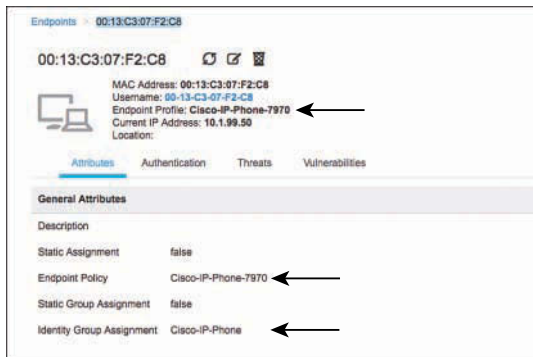 Endpoints > 00:13:C3:07:F2:C8
00:13:C3:07:F2:C8
MAC Address: 00:13:C3:07:F2:C8
Username: 00-13-C3-07-F2-C8
Endpoint Profile: Cisco-IP-Phone-7970
Current IP Address: 10.1.99.50
Location:
Attributes Authentication Threats Vulnerabilities
General Attributes
Description
Static Assignment false
Endpoint Policy Cisco-IP-Phone-7970
Static Group Assignment false
Identity Group Assignment Cisco-IP-Phone